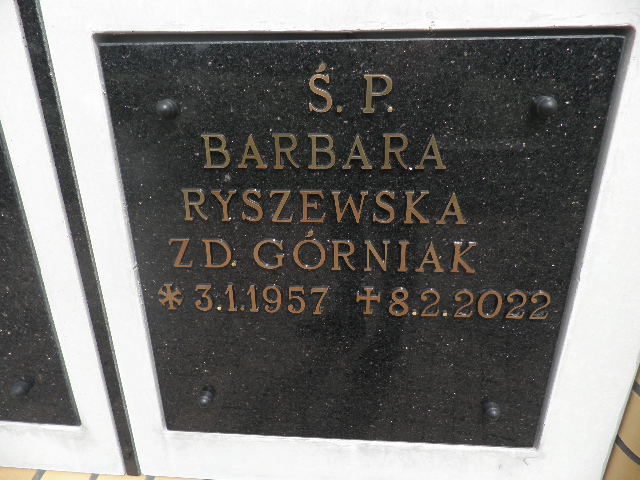 Ś. P.
BARBARA
RYSZEWSKA
ZD. GÓRNIAK
* 3.1.1957 ✝ 8.2.2022